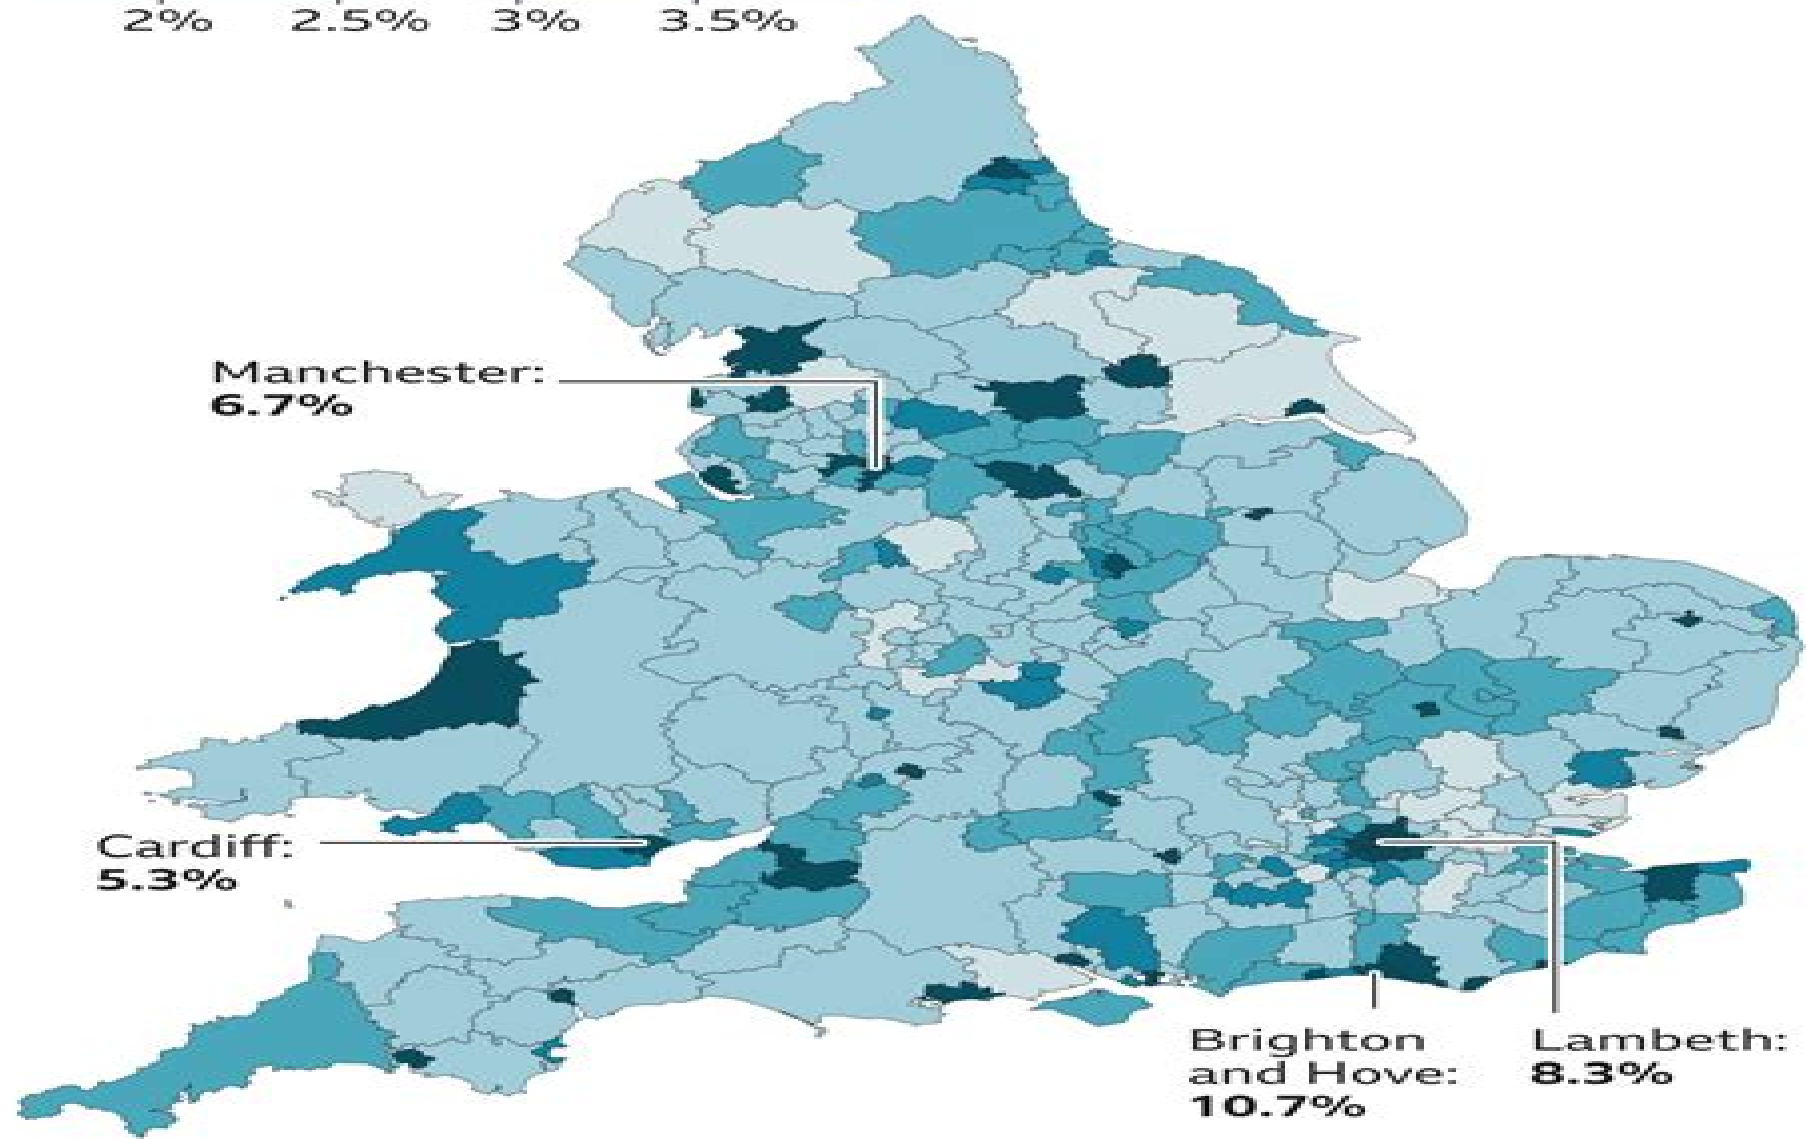 2% 2.5% 3% 3.5%
Manchester:
6.7%
Cardiff:
5.3%
Brighton
and Hove:
10.7%
Lambeth:
8.3%